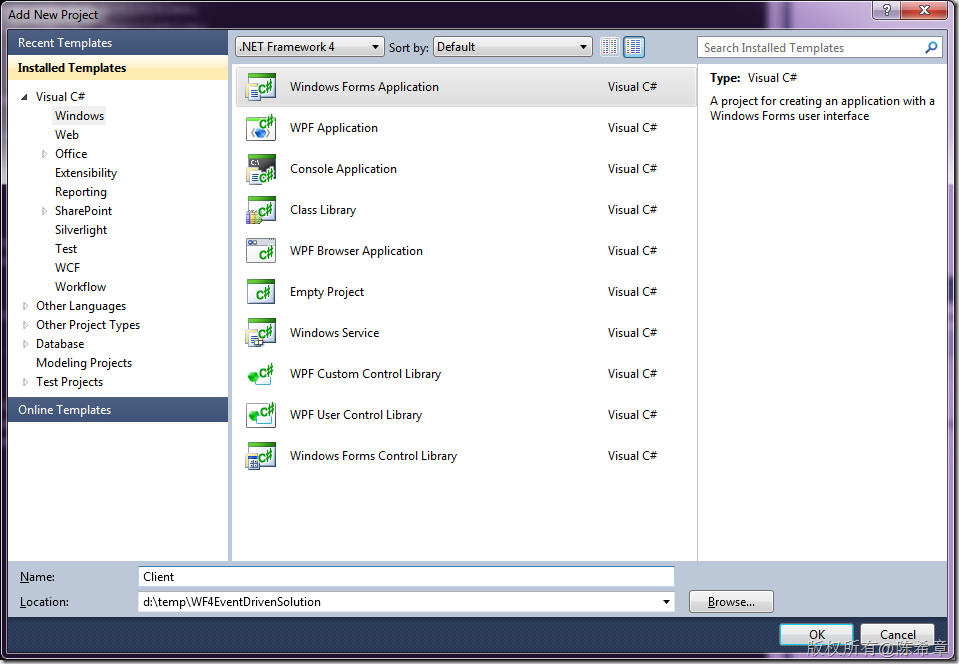 Add New Project
Recent Templates
Installed Templates
Visual C#
Windows
Web
Office
Extensibility
Reporting
SharePoint
Silverlight
Test
WCF
Workflow
Other Languages
Other Project Types
Database
Modeling Projects
Test Projects
Online Templates
.NET Framework 4
Sort by: Default
Search Installed Templates
Windows Forms Application Visual C#
WPF Application Visual C#
Console Application Visual C#
Class Library Visual C#
WPF Browser Application Visual C#
Empty Project Visual C#
Windows Service Visual C#
WPF Custom Control Library Visual C#
WPF User Control Library Visual C#
Windows Forms Control Library Visual C#
Type: Visual C#
A project for creating an application with a
Windows Forms user interface
Name: Client
Location: d:\temp\WF4EventDrivenSolution
Browse...
OK Cancel
版权所有@陈希章